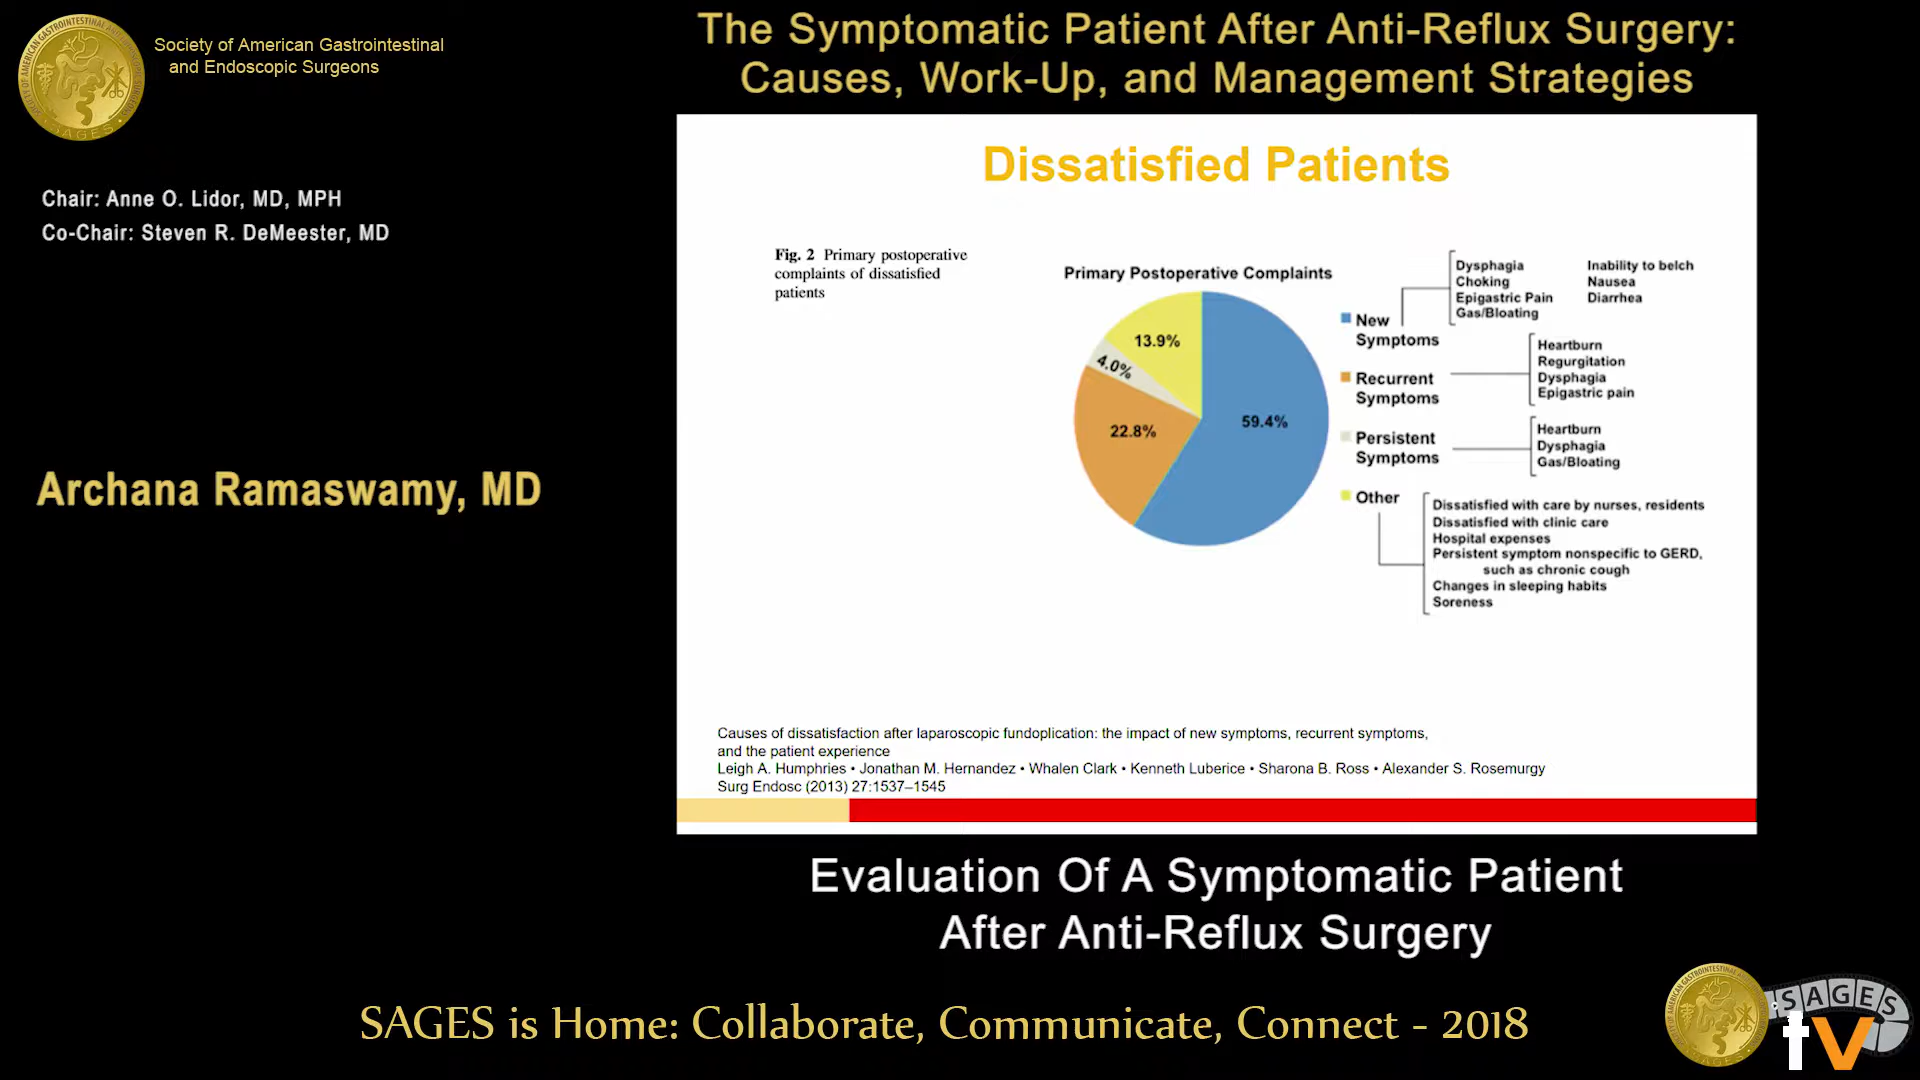 Society of American Gastrointestinal
and Endoscopic Surgeons
The Symptomatic Patient After Anti-Reflux Surgery:
Causes, Work-Up, and Management Strategies
Chair: Anne O. Lidor, MD, MPH
Co-Chair: Steven R. DeMeester, MD
Archana Ramaswamy, MD
Dissatisfied Patients
Fig. 2 Primary postoperative
complaints of dissatisfied
patients
Primary Postoperative Complaints
13.9%
4.0%
22.8%
59.4%
New
Symptoms
Dysphagia
Choking
Epigastric Pain
Gas/Bloating
Inability to belch
Nausea
Diarrhea
Recurrent
Symptoms
Heartburn
Regurgitation
Dysphagia
Epigastric pain
Persistent
Symptoms
Heartburn
Dysphagia
Gas/Bloating
Other
Dissatisfied with care by nurses, residents
Dissatisfied with clinic care
Hospital expenses
Persistent symptom nonspecific to GERD,
such as chronic cough
Changes in sleeping habits
Soreness
Causes of dissatisfaction after laparoscopic fundoplication: the impact of new symptoms, recurrent symptoms,
and the patient experience
Leigh A. Humphries • Jonathan M. Hernandez • Whalen Clark • Kenneth Luberice • Sharona B. Ross • Alexander S. Rosemurgy
Surg Endosc (2013) 27:1537–1545
Evaluation Of A Symptomatic Patient
After Anti-Reflux Surgery
SAGES is Home: Collaborate, Communicate, Connect - 2018
SAGES
tv